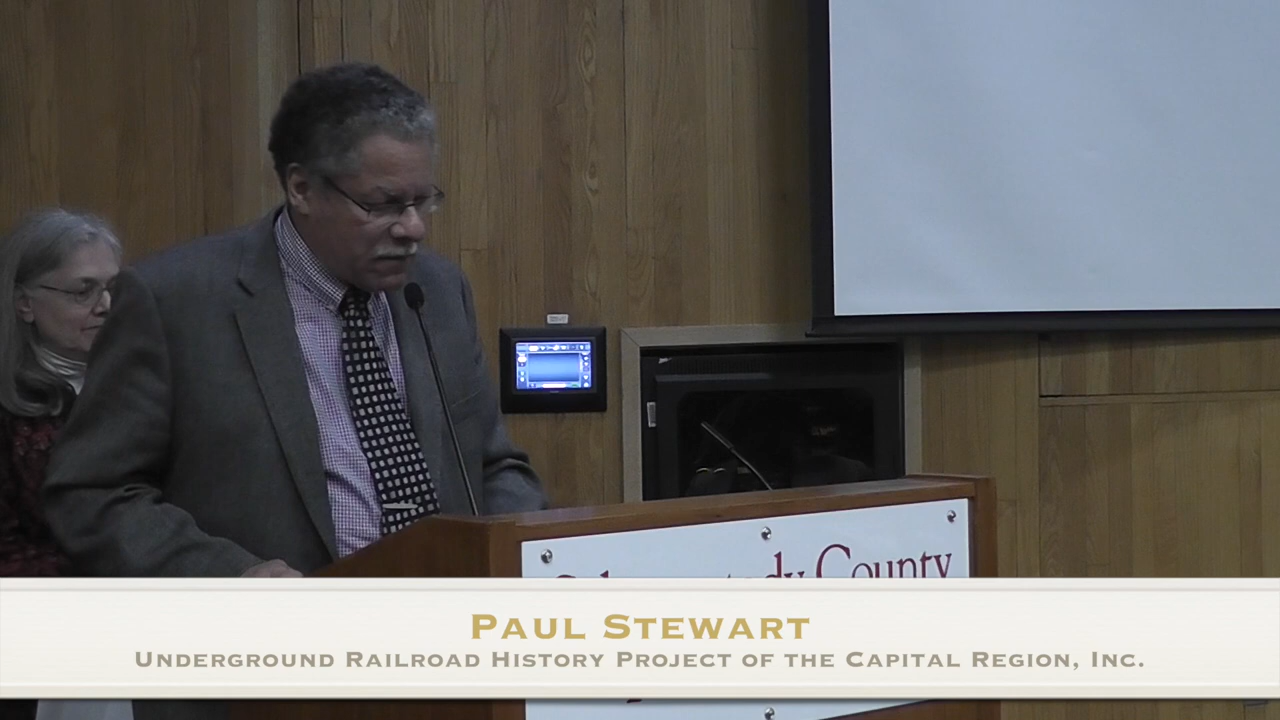 County
Paul Stewart
Underground Railroad History Project of the Capital Region, Inc.